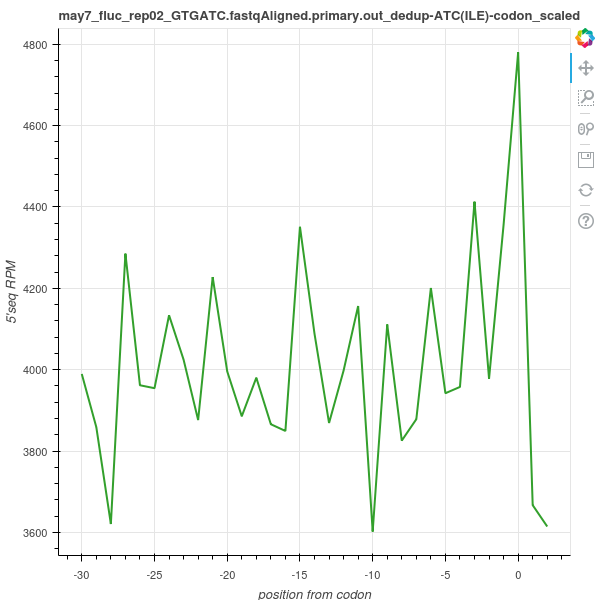 may7_fluc_rep02_GTGATC.fastqAligned.primary.out_dedup-ATC(ILE)-codon_scaled
4800
4600
4400
4200
4000
3800
3600
5'seq RPM
-30 -25 -20 -15 -10 -5 0
position from codon